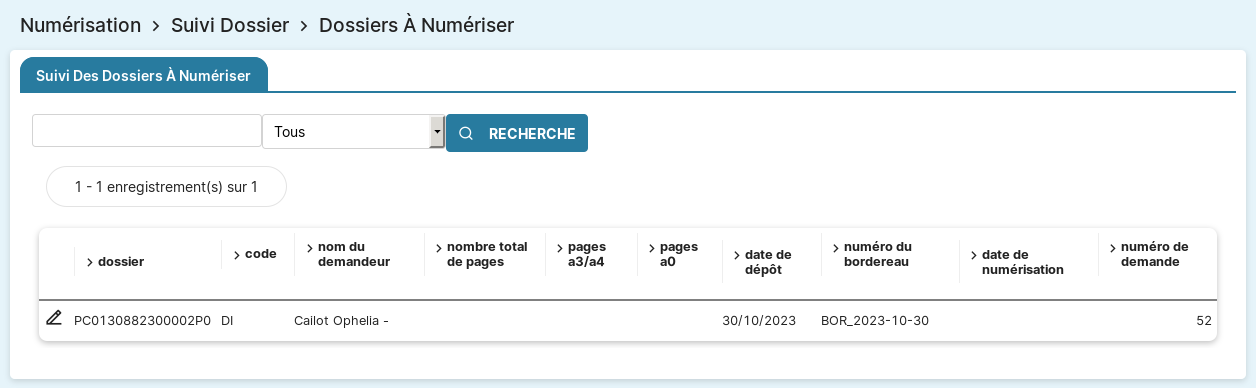 Numérisation > Suivi Dossier > Dossiers À Numériser
Suivi Des Dossiers À Numériser
Tous RECHERCHE
1 - 1 enregistrement(s) sur 1
dossier
code
nom du
demandeur
nombre total
de pages
pages
a3/a4
pages
a0
date de
dépôt
numéro du
bordereau
date de
numérisation
numéro de
demande
PC0130882300002P0 DI Cailot Ophelia - 30/10/2023 BOR_2023-10-30 52